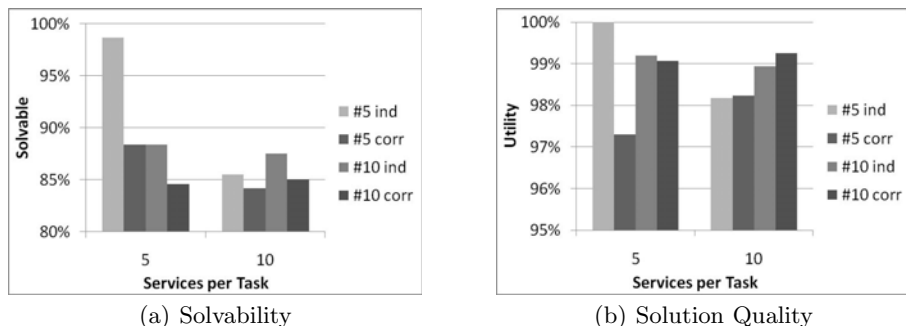 100%
95%
90%
85%
80%
Solvable
5
10
Services per Task
#5 ind
#5 corr
#10 ind
#10 corr
(a) Solvability
100%
99%
98%
97%
96%
95%
Utility
5
10
Services per Task
#5 ind
#5 corr
#10 ind
#10 corr
(b) Solution Quality